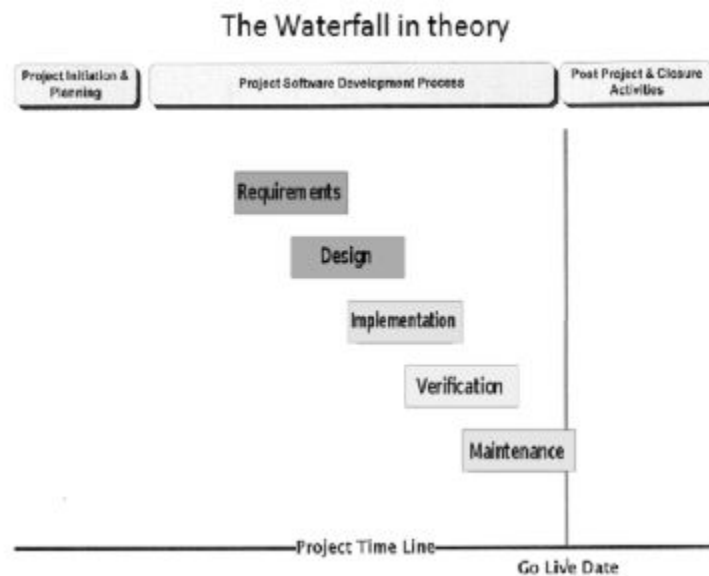 The Waterfall in theory
Project Initiation &
Planning
Project Software Development Process
Post Project & Closure
Activities
Requirements
Design
Implementation
Verification
Maintenance
Project Time Line
Go Live Date